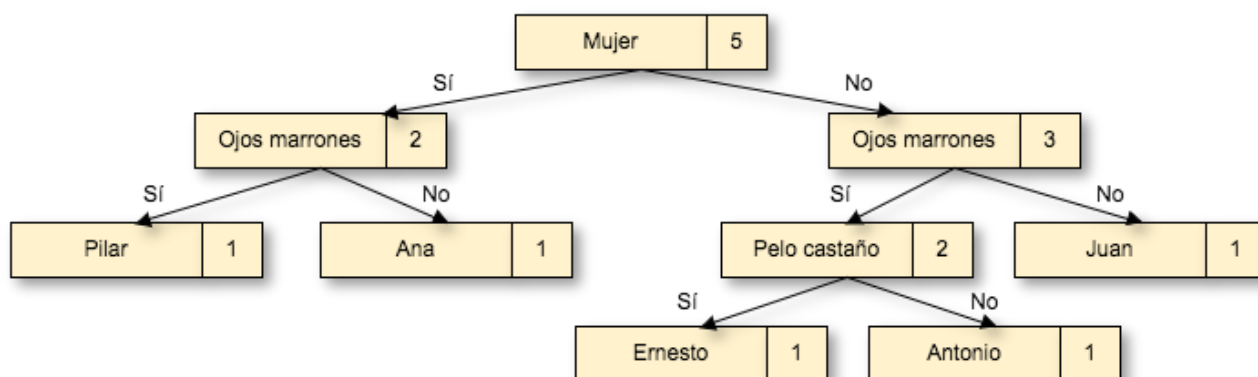 Mujer 5
Sí No
Ojos marrones 2 Ojos marrones 3
Sí No Sí No
Pilar 1 Ana 1 Pelo castaño 2 Juan 1
Sí No
Ernesto 1 Antonio 1